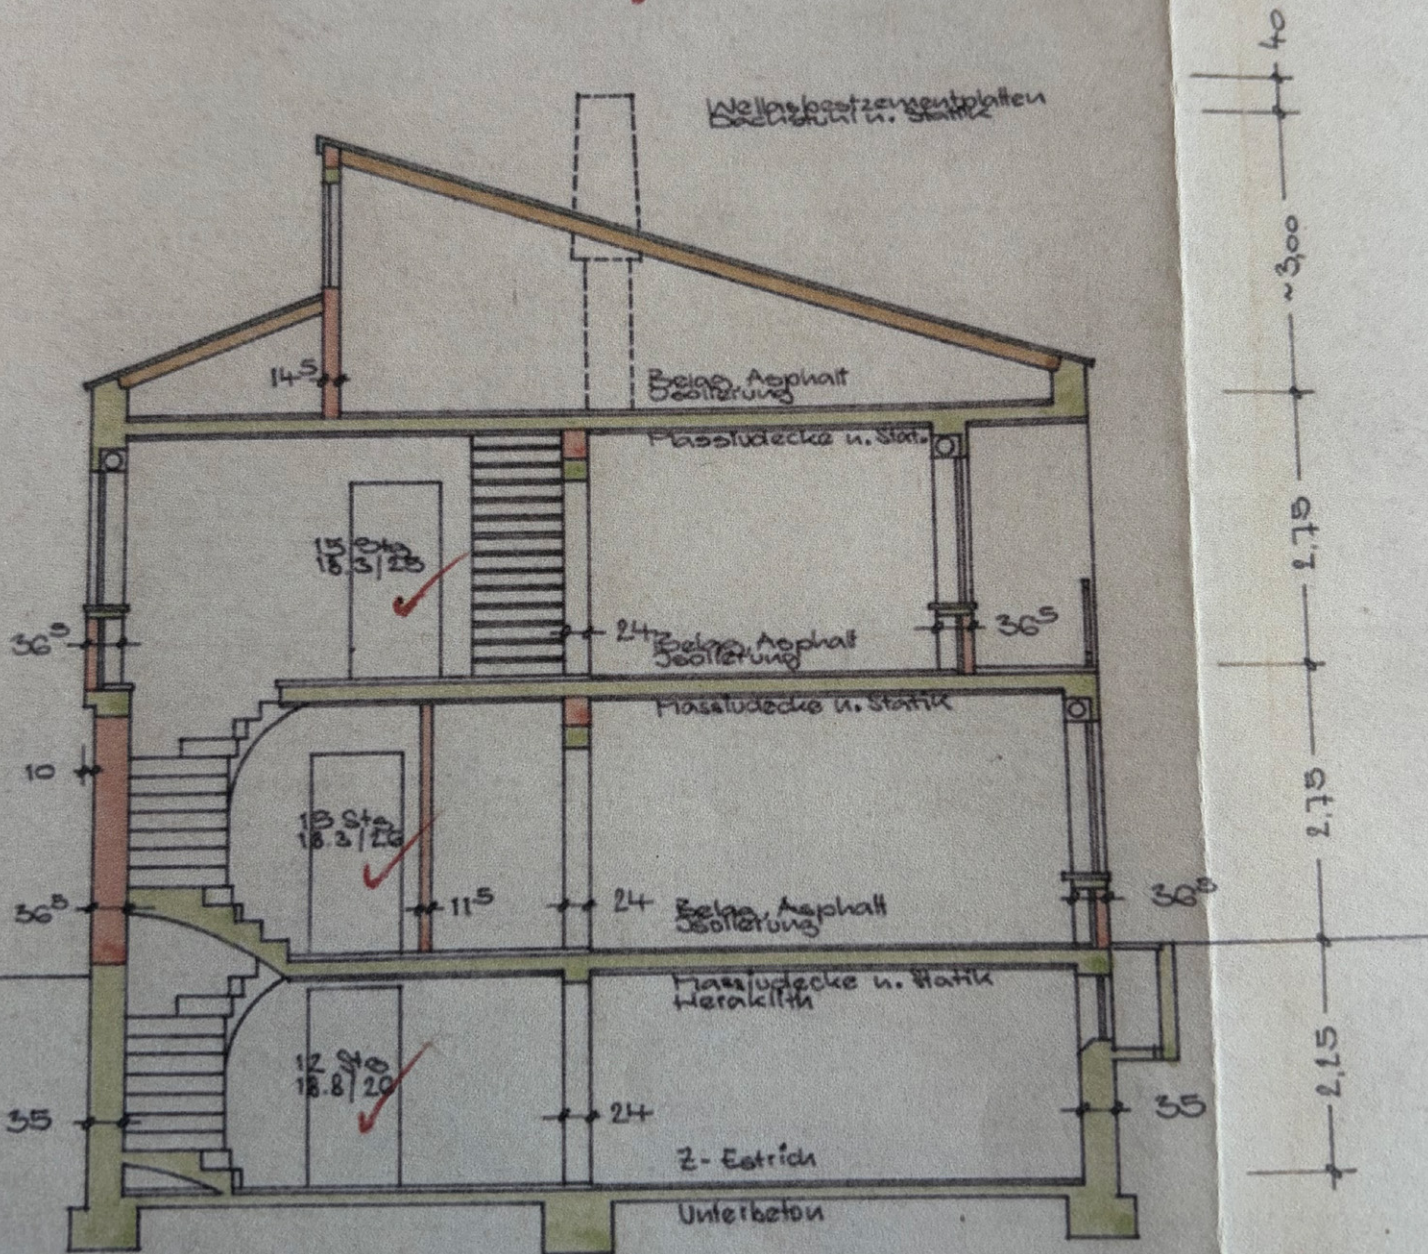 40
Wellasbestzementplatten
Dachstuhl n. Statik
~3,00
14⁵
Belag, Asphalt
Isolierung
Massivdecke n. Stat.
2,75
15 Stg
18.3/25
36⁵
24
Belag, Asphalt
Isolierung
36⁵
Massivdecke n. Statik
10
15 Stg
18.3/26
2,75
36⁵
11⁵
24
Belag, Asphalt
Isolierung
36⁵
Massivdecke n. Statik
Heraklith
12 Stg
18.8/20
2,25
35
24
35
Z-Estrich
Unterbeton